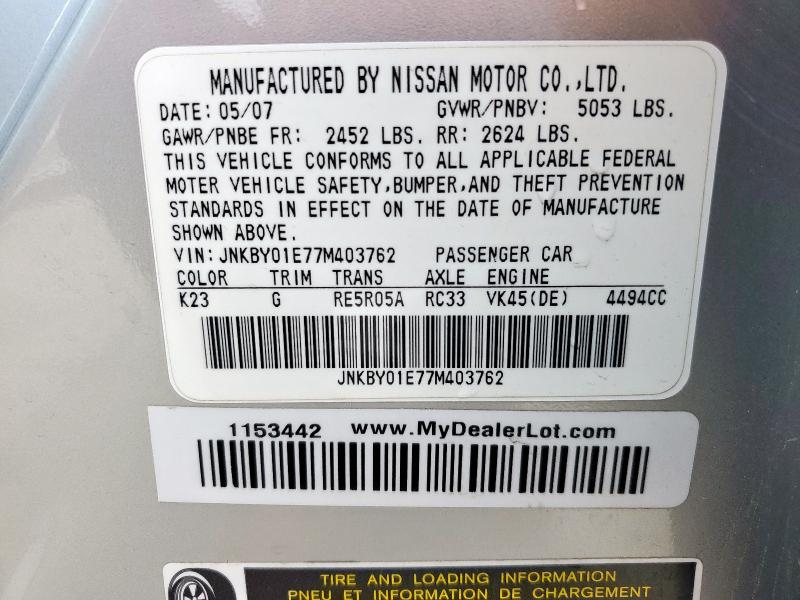 MANUFACTURED BY NISSAN MOTOR CO.,LTD.
DATE: 05/07 GVWR/PNBV: 5053 LBS.
GAWR/PNBE FR: 2452 LBS. RR: 2624 LBS.
THIS VEHICLE CONFORMS TO ALL APPLICABLE FEDERAL
MOTER VEHICLE SAFETY,BUMPER,AND THEFT PREVENTION
STANDARDS IN EFFECT ON THE DATE OF MANUFACTURE
SHOWN ABOVE.
VIN: JNKBY01E77M403762 PASSENGER CAR
COLOR TRIM TRANS AXLE ENGINE
K23 G RE5R05A RC33 VK45(DE) 4494CC
JNKBY01E77M403762
1153442 www.MyDealerLot.com
TIRE AND LOADING INFORMATION
PNEU ET INFORMATION DE CHARGEMENT